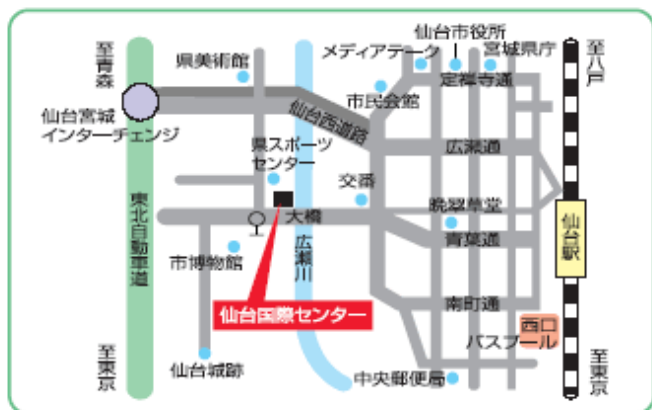 至青森
仙台宮城
インターチェンジ
東北自動車道
至東京
県美術館
仙台西道路
県スポーツ
センター
大橋
市博物館
広瀬川
仙台国際センター
仙台城跡
メディアテーク
仙台市役所
宮城県庁
定禅寺通
市民会館
広瀬通
交番
晩翠草堂
青葉通
南町通
中央郵便局
西口
バスプール
至八戸
仙台駅
至東京